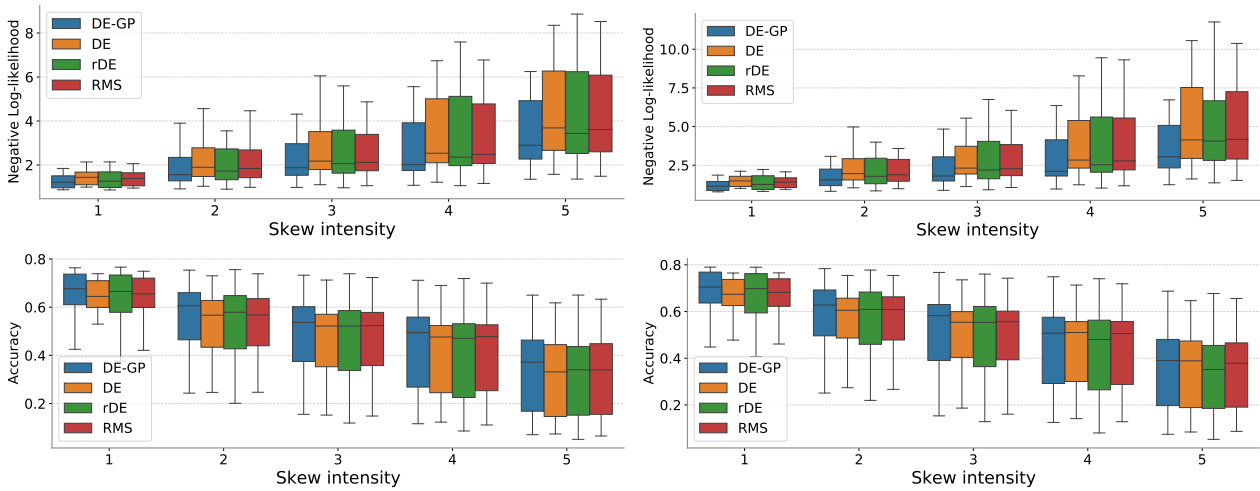 Negative Log-likelihood
8
6
4
2
DE-GP
DE
rDE
RMS
1 2 3 4 5
Skew intensity
Negative Log-likelihood
10.0
7.5
5.0
2.5
DE-GP
DE
rDE
RMS
1 2 3 4 5
Skew intensity
Accuracy
0.8
0.6
0.4
0.2
DE-GP
DE
rDE
RMS
1 2 3 4 5
Skew intensity
Accuracy
0.8
0.6
0.4
0.2
DE-GP
DE
rDE
RMS
1 2 3 4 5
Skew intensity